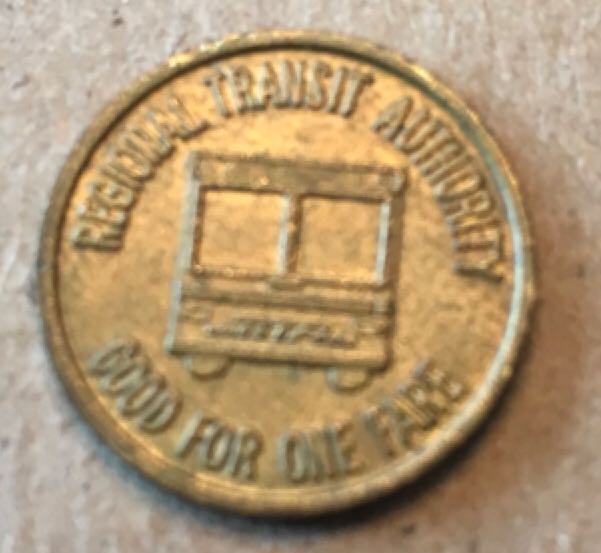 REGIONAL TRANSIT AUTHORITY
GOOD FOR ONE FARE